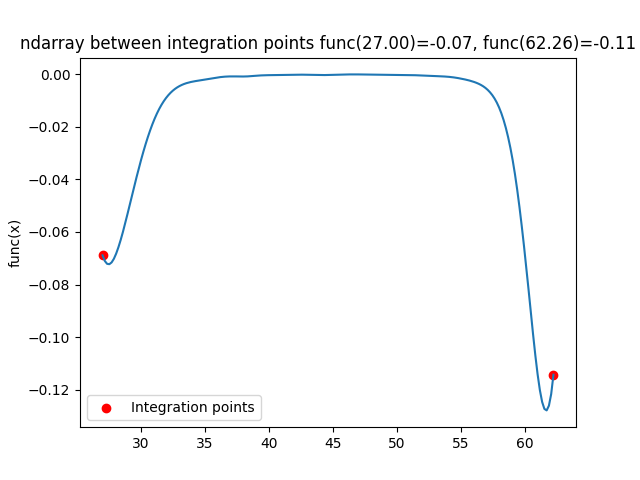 ndarray between integration points func(27.00)=-0.07, func(62.26)=-0.11
0.00
−0.02
−0.04
−0.06
−0.08
−0.10
−0.12
func(x)
Integration points
30 35 40 45 50 55 60